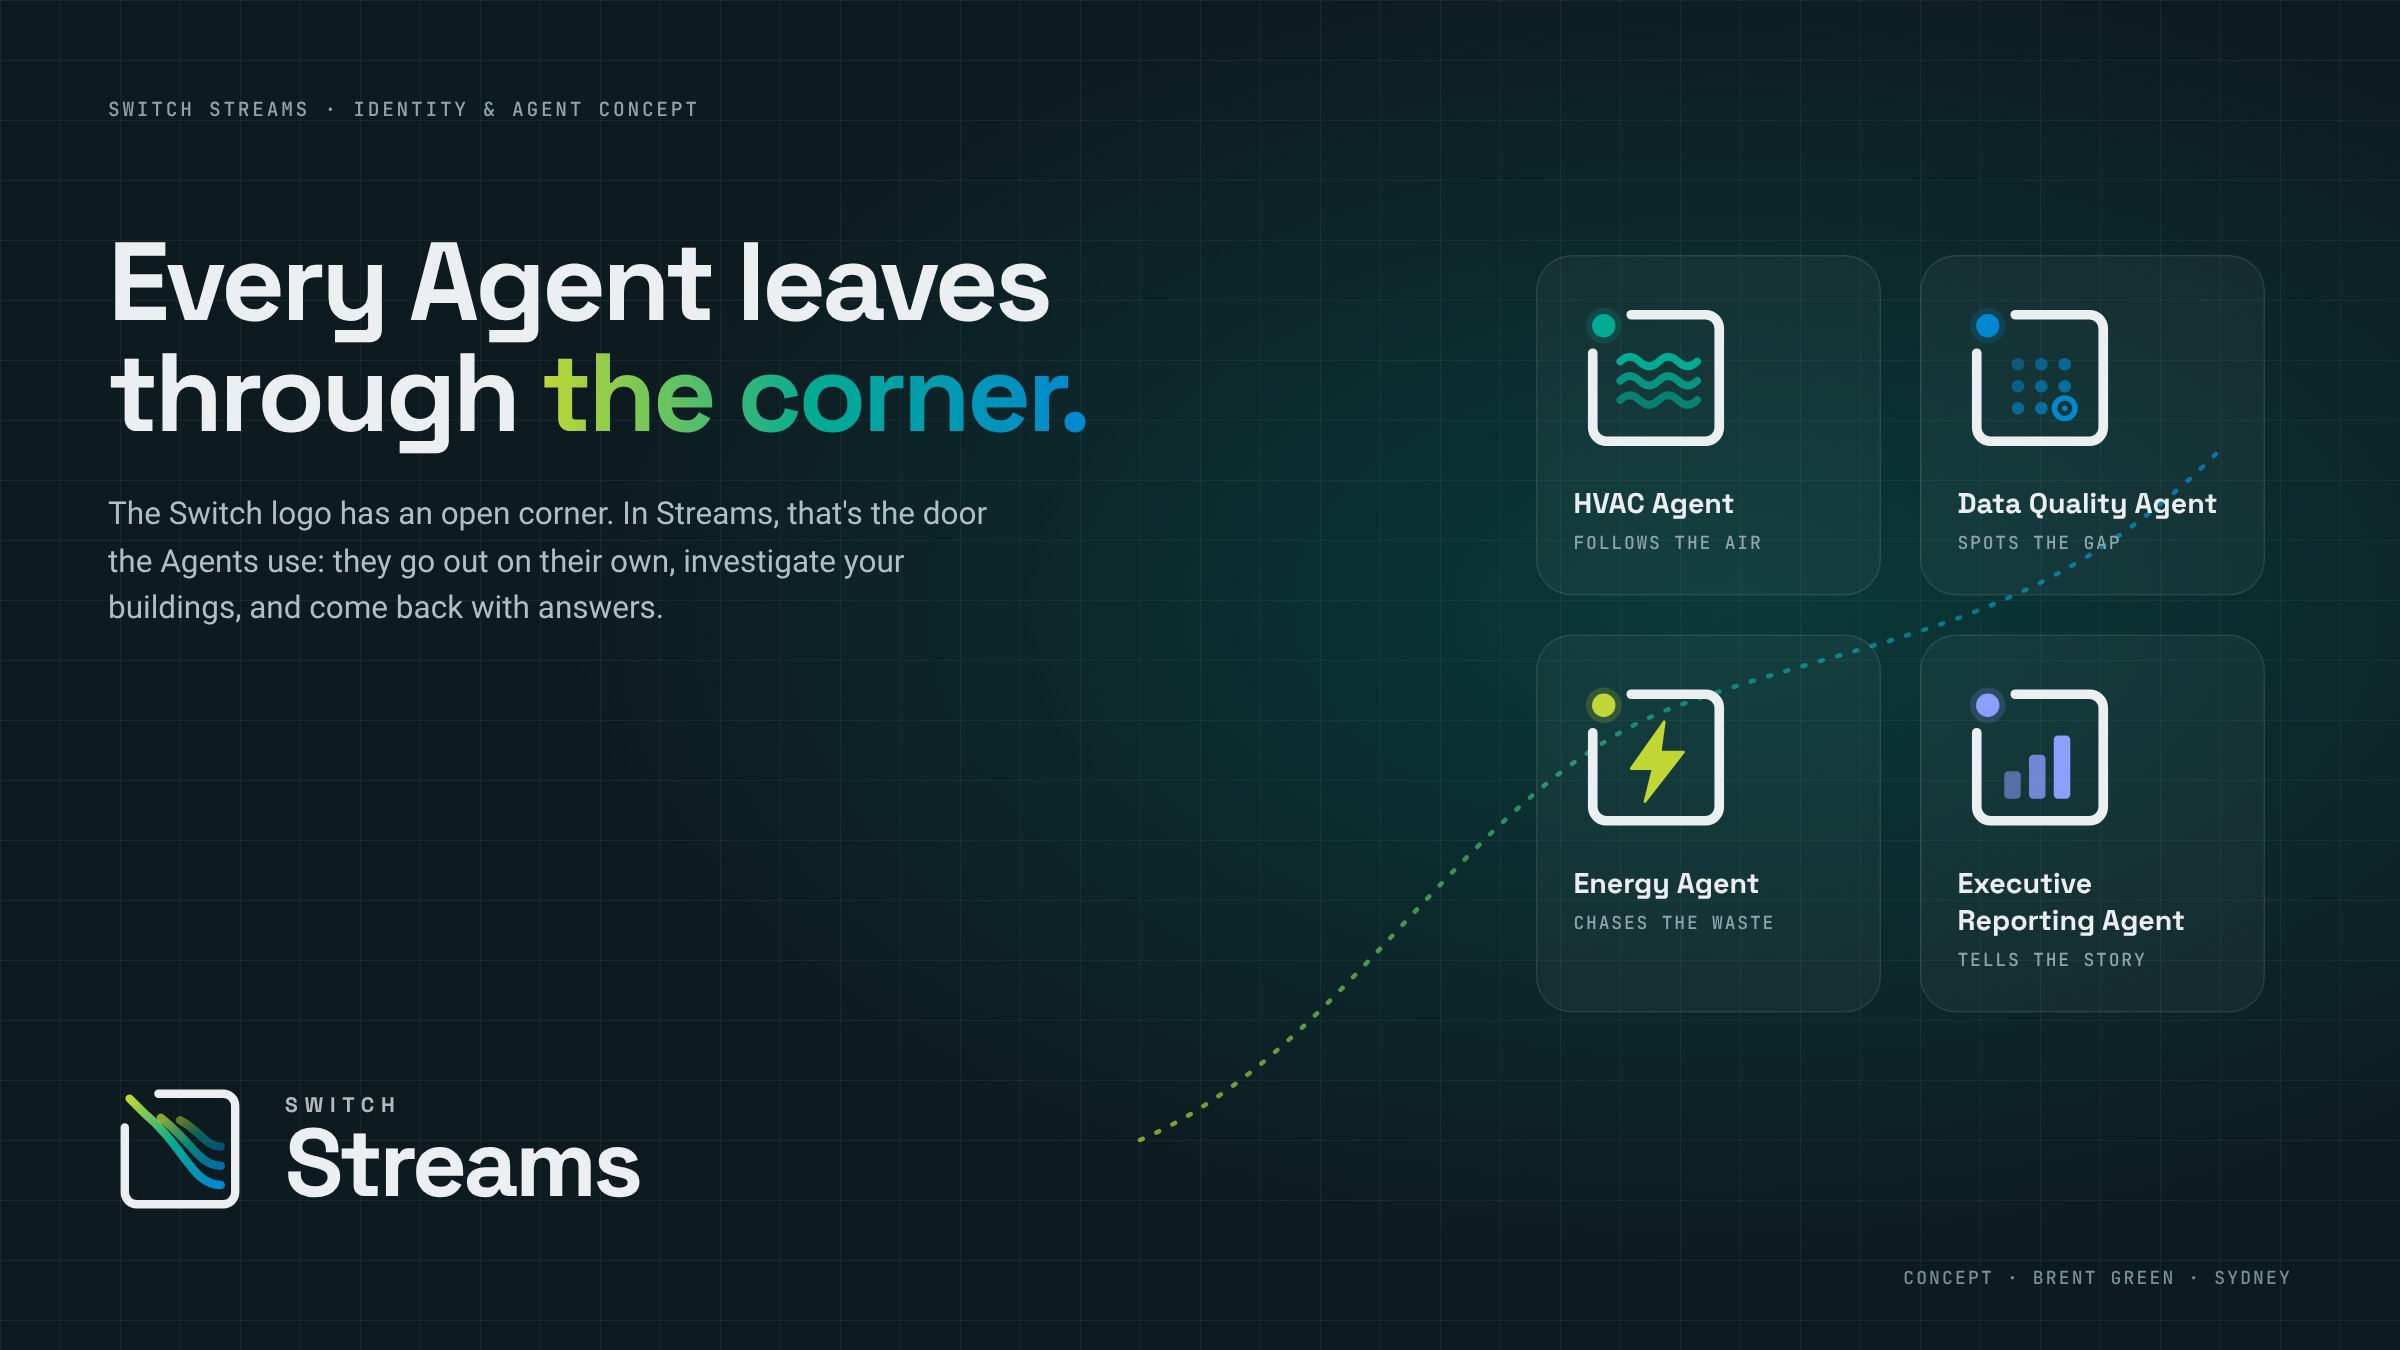 SWITCH STREAMS · IDENTITY & AGENT CONCEPT
Every Agent leaves
through the corner.
The Switch logo has an open corner. In Streams, that's the door
the Agents use: they go out on their own, investigate your
buildings, and come back with answers.
HVAC Agent
FOLLOWS THE AIR
Data Quality Agent
SPOTS THE GAP
Energy Agent
CHASES THE WASTE
Executive
Reporting Agent
TELLS THE STORY
SWITCH
Streams
CONCEPT · BRENT GREEN · SYDNEY